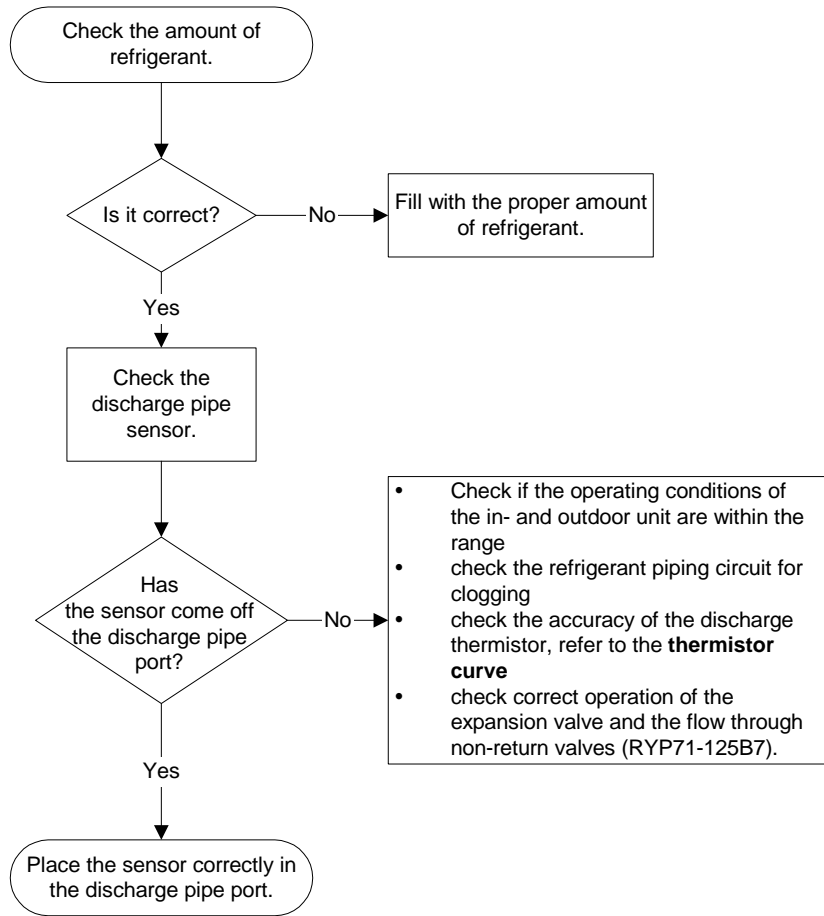 Check the amount of
refrigerant.
Is it correct?
No
Fill with the proper amount
of refrigerant.
Yes
Check the
discharge pipe
sensor.
Has
the sensor come off
the discharge pipe
port?
No
• Check if the operating conditions of
the in- and outdoor unit are within the
range
• check the refrigerant piping circuit for
clogging
• check the accuracy of the discharge
thermistor, refer to the thermistor
curve
• check correct operation of the
expansion valve and the flow through
non-return valves (RYP71-125B7).
Yes
Place the sensor correctly in
the discharge pipe port.